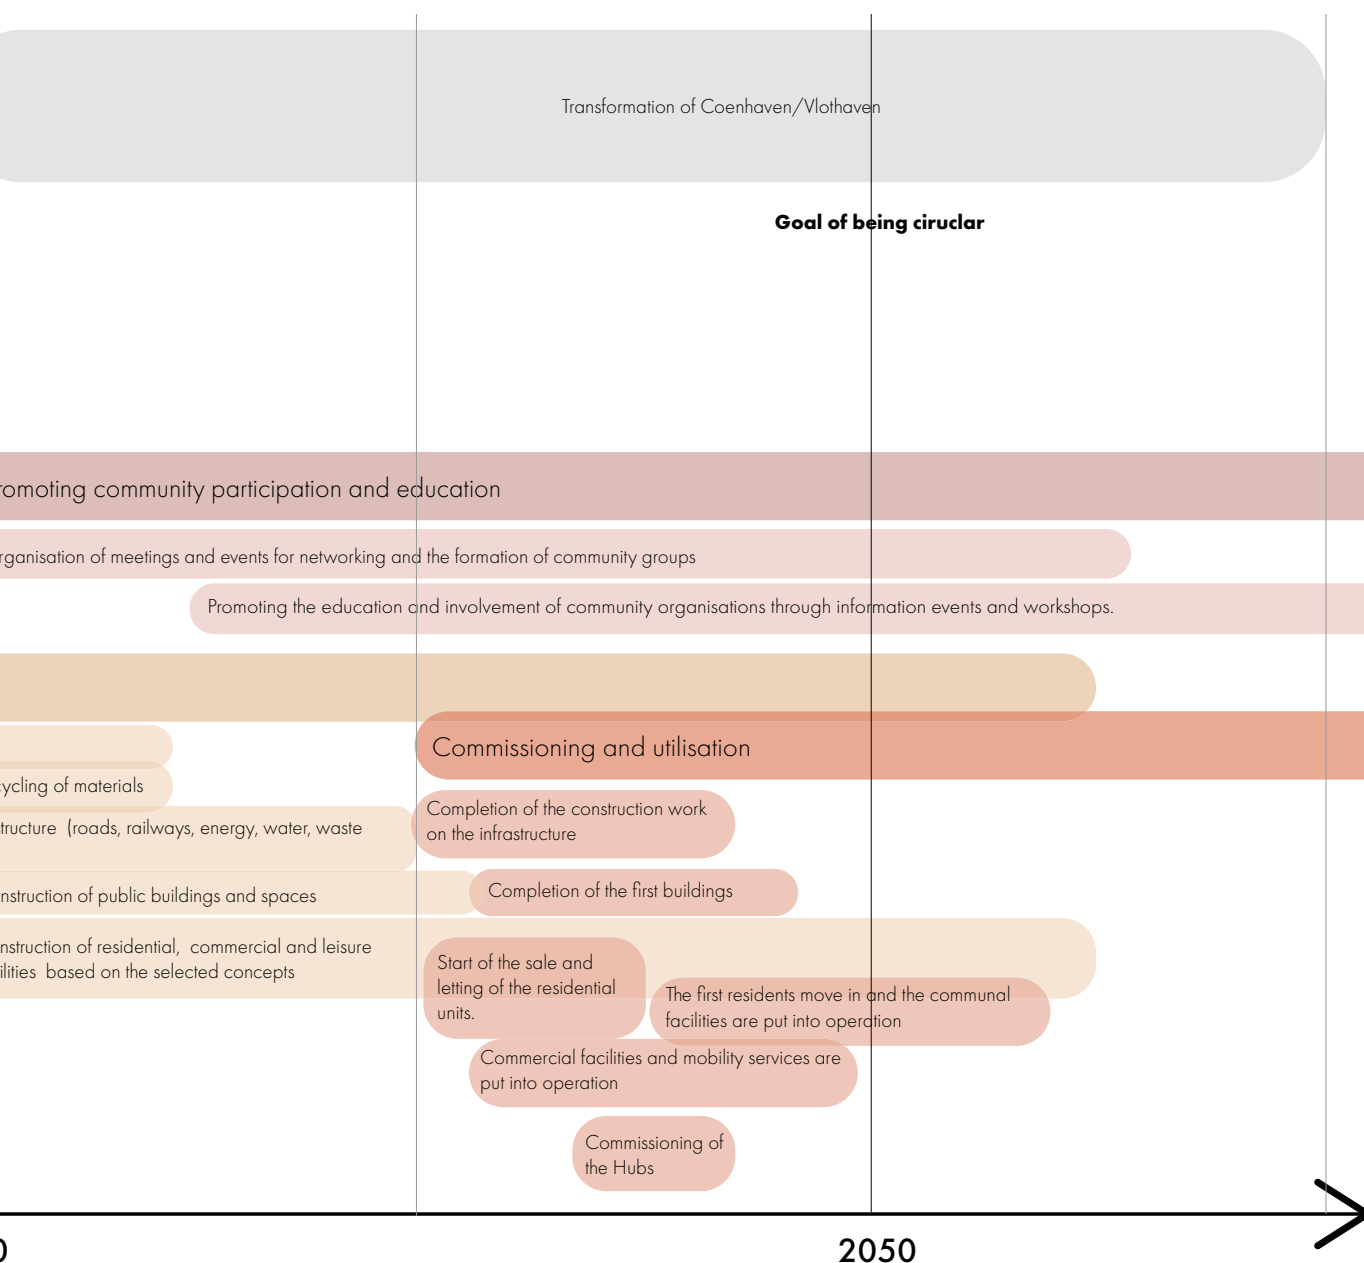 Transformation of Coenhaven/Vlothaven
Goal of being ciruclar
romoting community participation and education
rganisation of meetings and events for networking and the formation of community groups
Promoting the education and involvement of community organisations through information events and workshops.
Commissioning and utilisation
ycling of materials
Completion of the construction work
on the infrastructure
tructure (roads, railways, energy, water, waste
Completion of the first buildings
nstruction of public buildings and spaces
nstruction of residential, commercial and leisure
ilities based on the selected concepts
Start of the sale and
letting of the residential
units.
The first residents move in and the communal
facilities are put into operation
Commercial facilities and mobility services are
put into operation
Commissioning of
the Hubs
0
2050